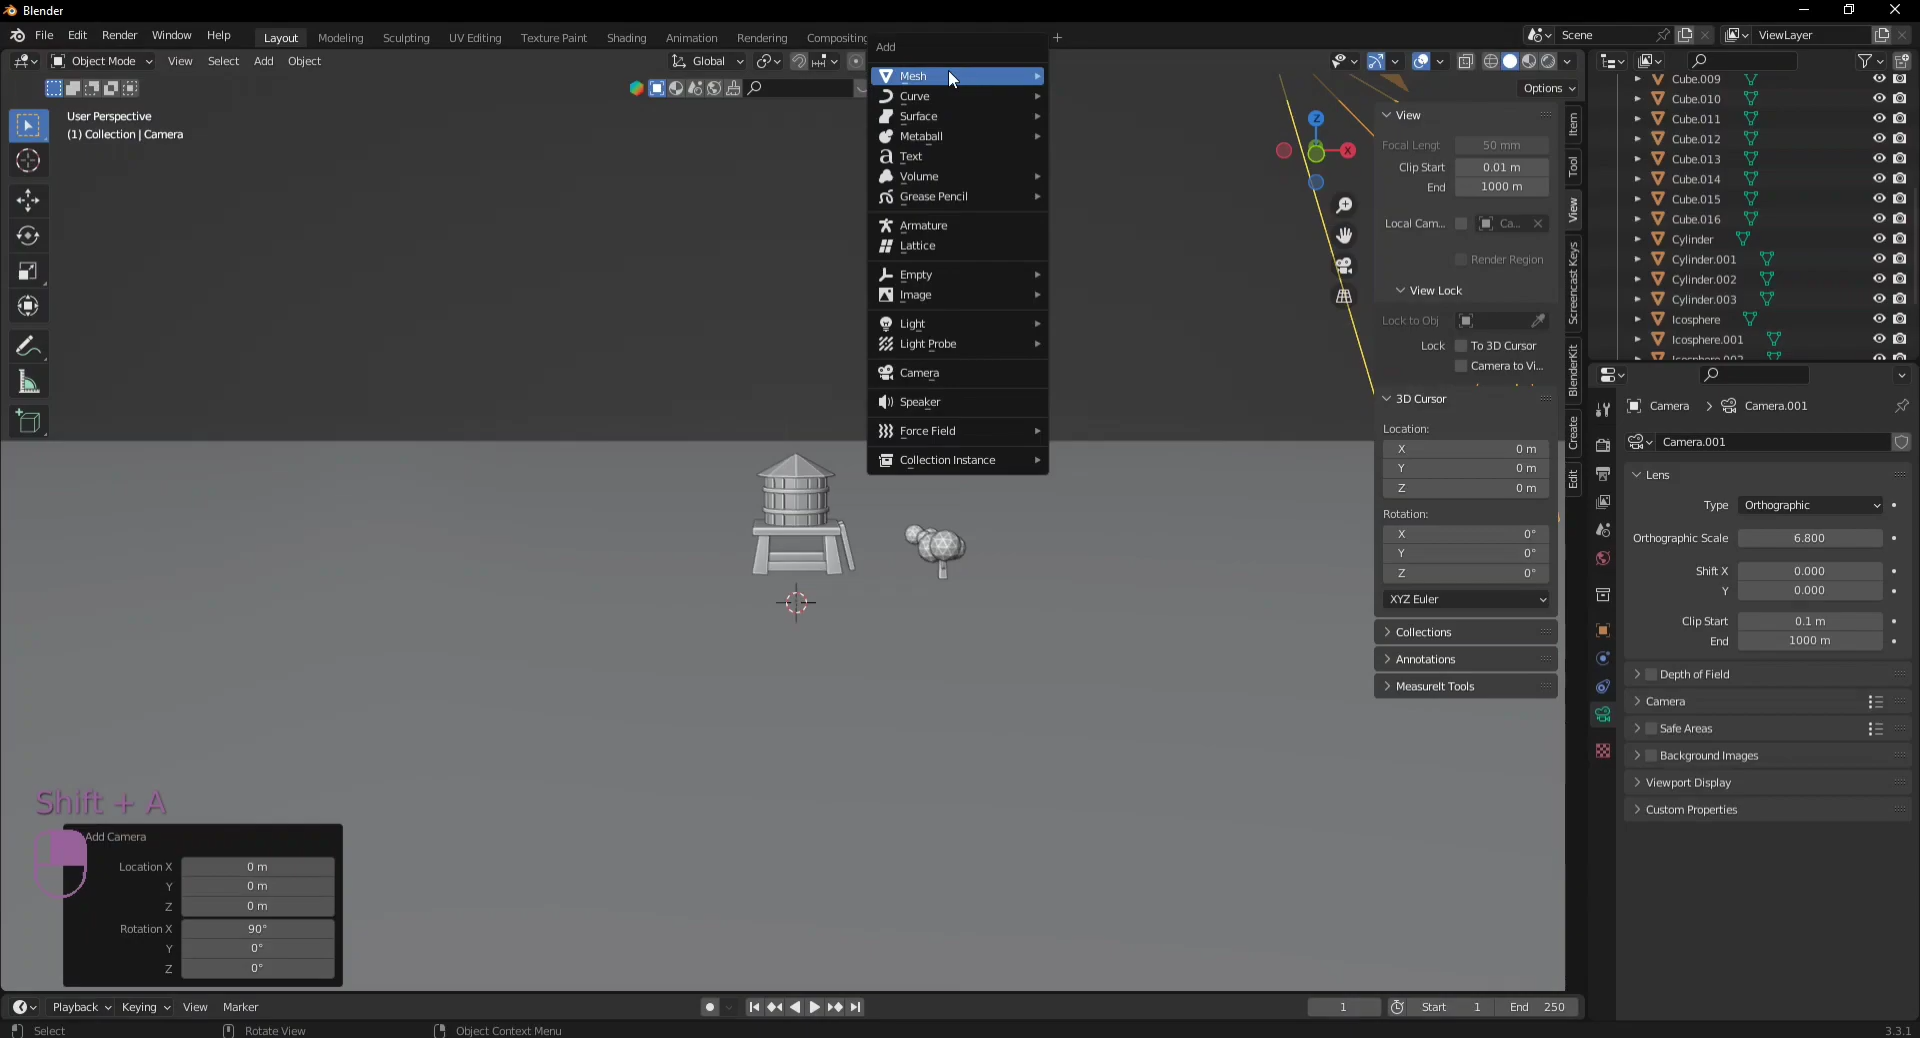 Blender
File Edit Render Window Help
Layout Modeling Sculpting UV Editing Texture Paint Shading Animation Rendering Compositing
Scene
ViewLayer
Object Mode View Select Add Object
Global
Options
User Perspective
(1) Collection | Camera
Add
Mesh
Curve
Surface
Metaball
Text
Volume
Grease Pencil
Armature
Lattice
Empty
Image
Light
Light Probe
Camera
Speaker
Force Field
Collection Instance
Z
X
View
Focal Lengt 50 mm
Clip Start 0.01 m
End 1000 m
Local Cam... Ca...
Render Region
View Lock
Lock to Obj
Lock To 3D Cursor
Camera to Vi...
3D Cursor
Location:
X 0 m
Y 0 m
Z 0 m
Rotation:
X 0°
Y 0°
Z 0°
XYZ Euler
Collections
Annotations
MeasureIt Tools
Item
Tool
View
Screencast Keys
BlenderKit
Create
Edit
Cube.009
Cube.010
Cube.011
Cube.012
Cube.013
Cube.014
Cube.015
Cube.016
Cylinder
Cylinder.001
Cylinder.002
Cylinder.003
Icosphere
Icosphere.001
Icosphere.002
Camera Camera.001
Camera.001
Lens
Type Orthographic
Orthographic Scale 6.800
Shift X 0.000
Y 0.000
Clip Start 0.1 m
End 1000 m
Depth of Field
Camera
Safe Areas
Background Images
Viewport Display
Custom Properties
Shift + A
Add Camera
Location X 0 m
Y 0 m
Z 0 m
Rotation X 90°
Y 0°
Z 0°
Playback Keying View Marker
1 Start 1 End 250
Select Rotate View Object Context Menu
3.3.1